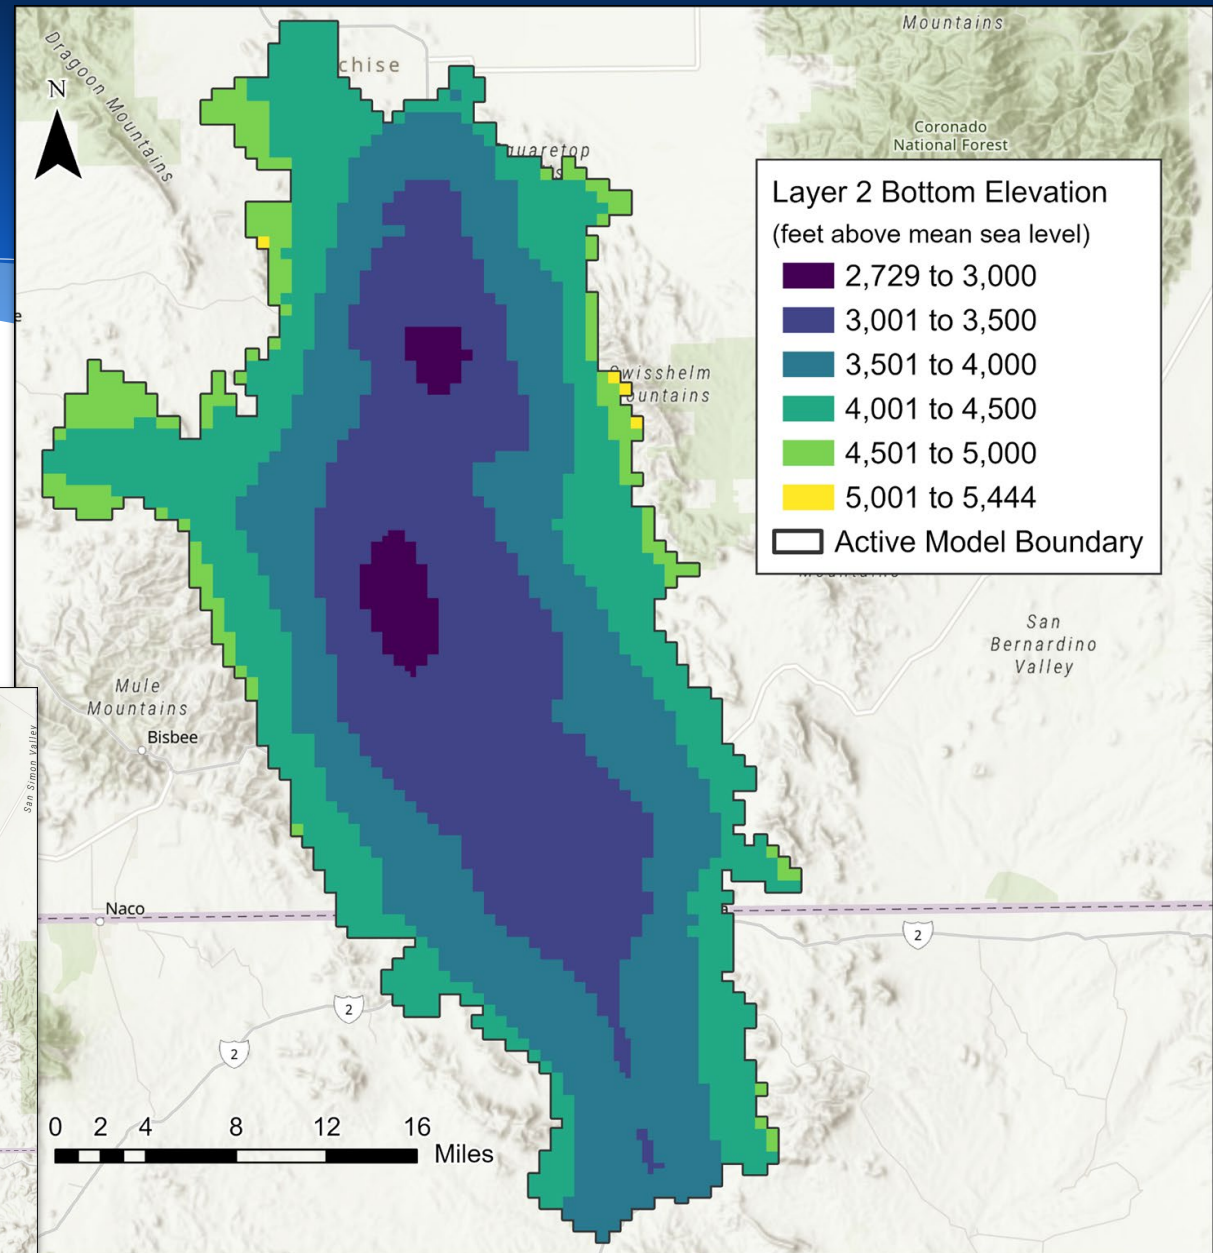 Mountains
Dragoon Mountains
chise
N
Coronado
National Forest
Layer 2 Bottom Elevation
(feet above mean sea level)
2,729 to 3,000
3,001 to 3,500
3,501 to 4,000
4,001 to 4,500
4,501 to 5,000
5,001 to 5,444
Active Model Boundary
e
Mountains
San
Bernardino
Valley
Mule
Mountains
Bisbee
San Simon Valley
Naco
2
2
2
0 2 4 8 12 16
Miles